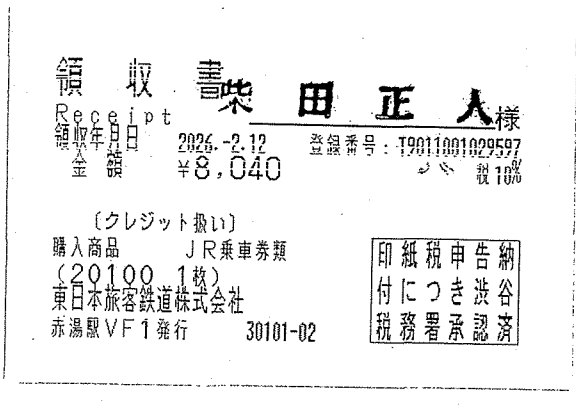 領収書
柴田正人様
Receipt
領収年月日 2026.-2.12 登録番号：T9011001029597
金額 ¥8,040 税10%
(クレジット扱い)
購入商品 JR乗車券類
(20100 1枚)
東日本旅客鉄道株式会社
赤湯駅VF1発行 30101-02
印紙税申告納
付につき渋谷
税務署承認済